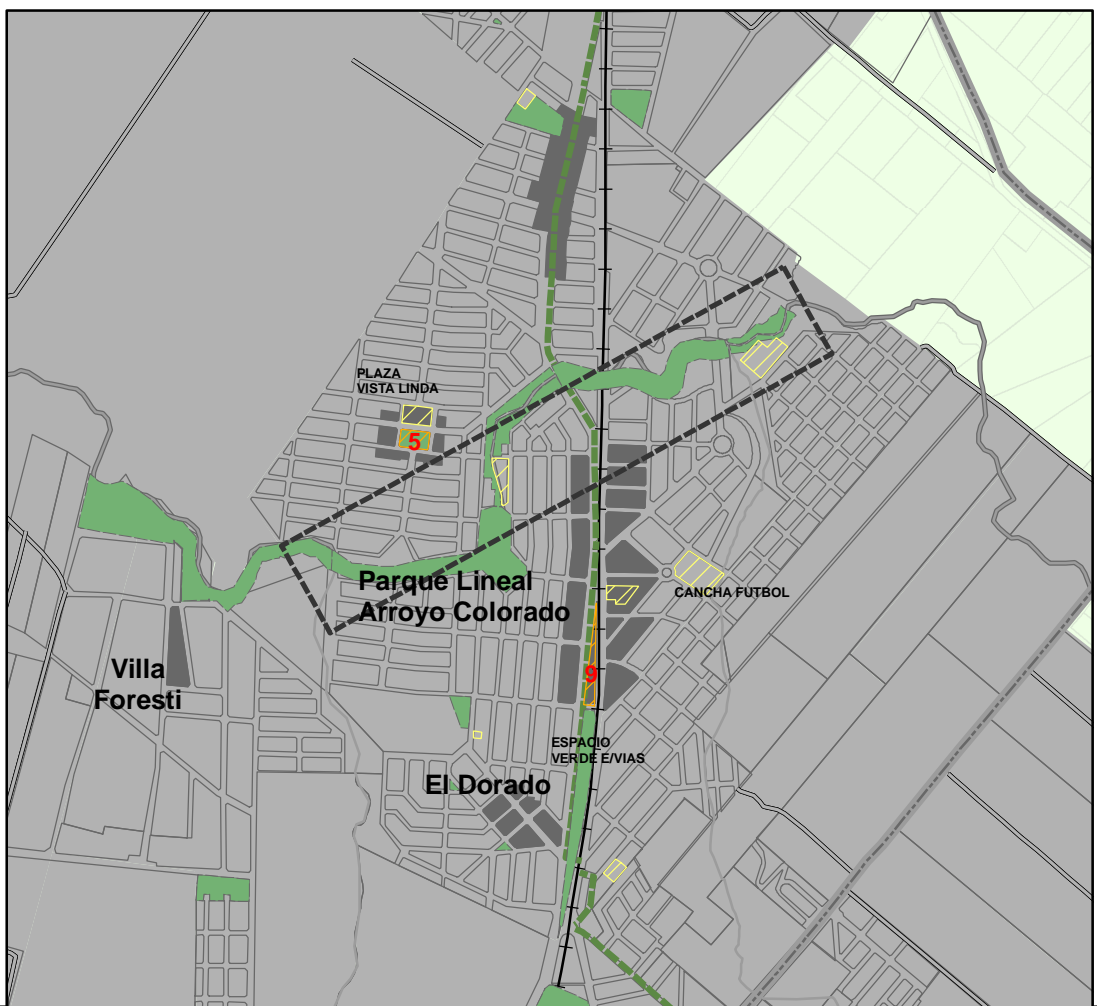 PLAZA
VISTA LINDA
5
Parque Lineal
Arroyo Colorado
CANCHA FUTBOL
Villa
Foresti
9
ESPACIO
VERDE E/VIAS
El Dorado